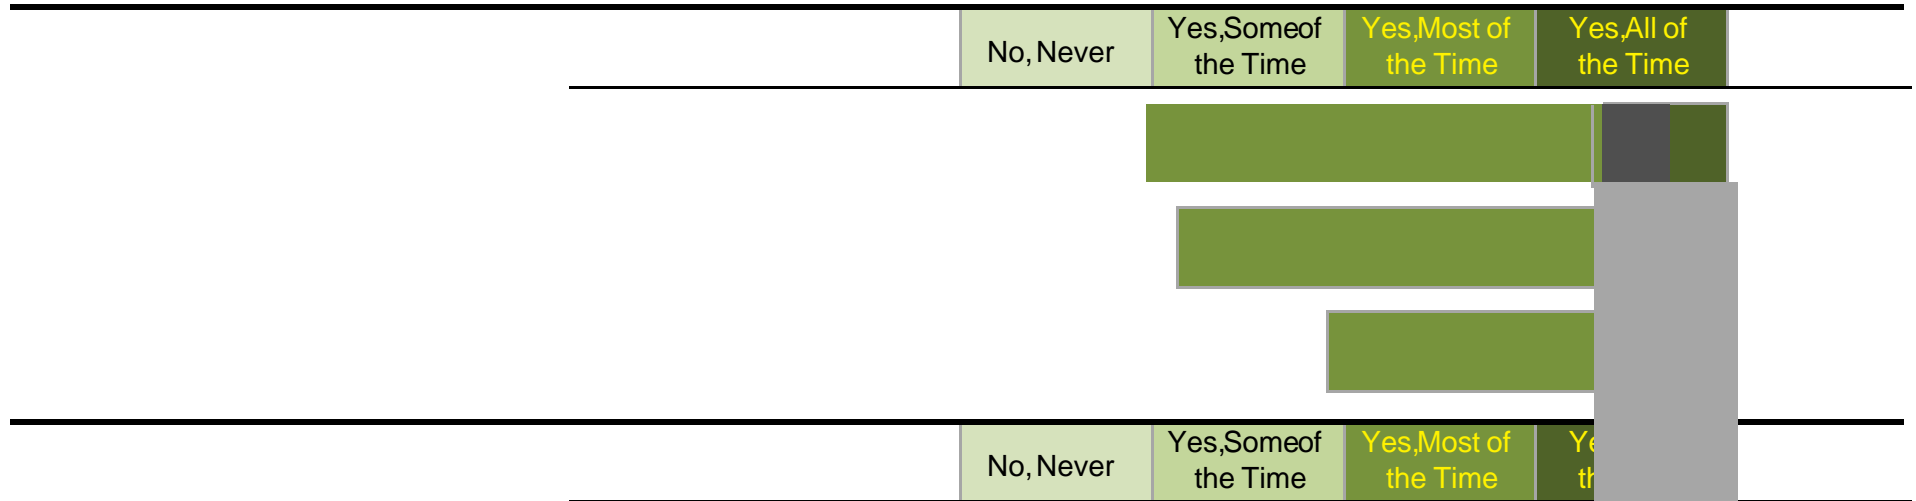 No, Never
Yes,Someof
the Time
Yes,Most of
the Time
Yes,All of
the Time
No, Never
Yes,Someof
the Time
Yes,Most of
the Time